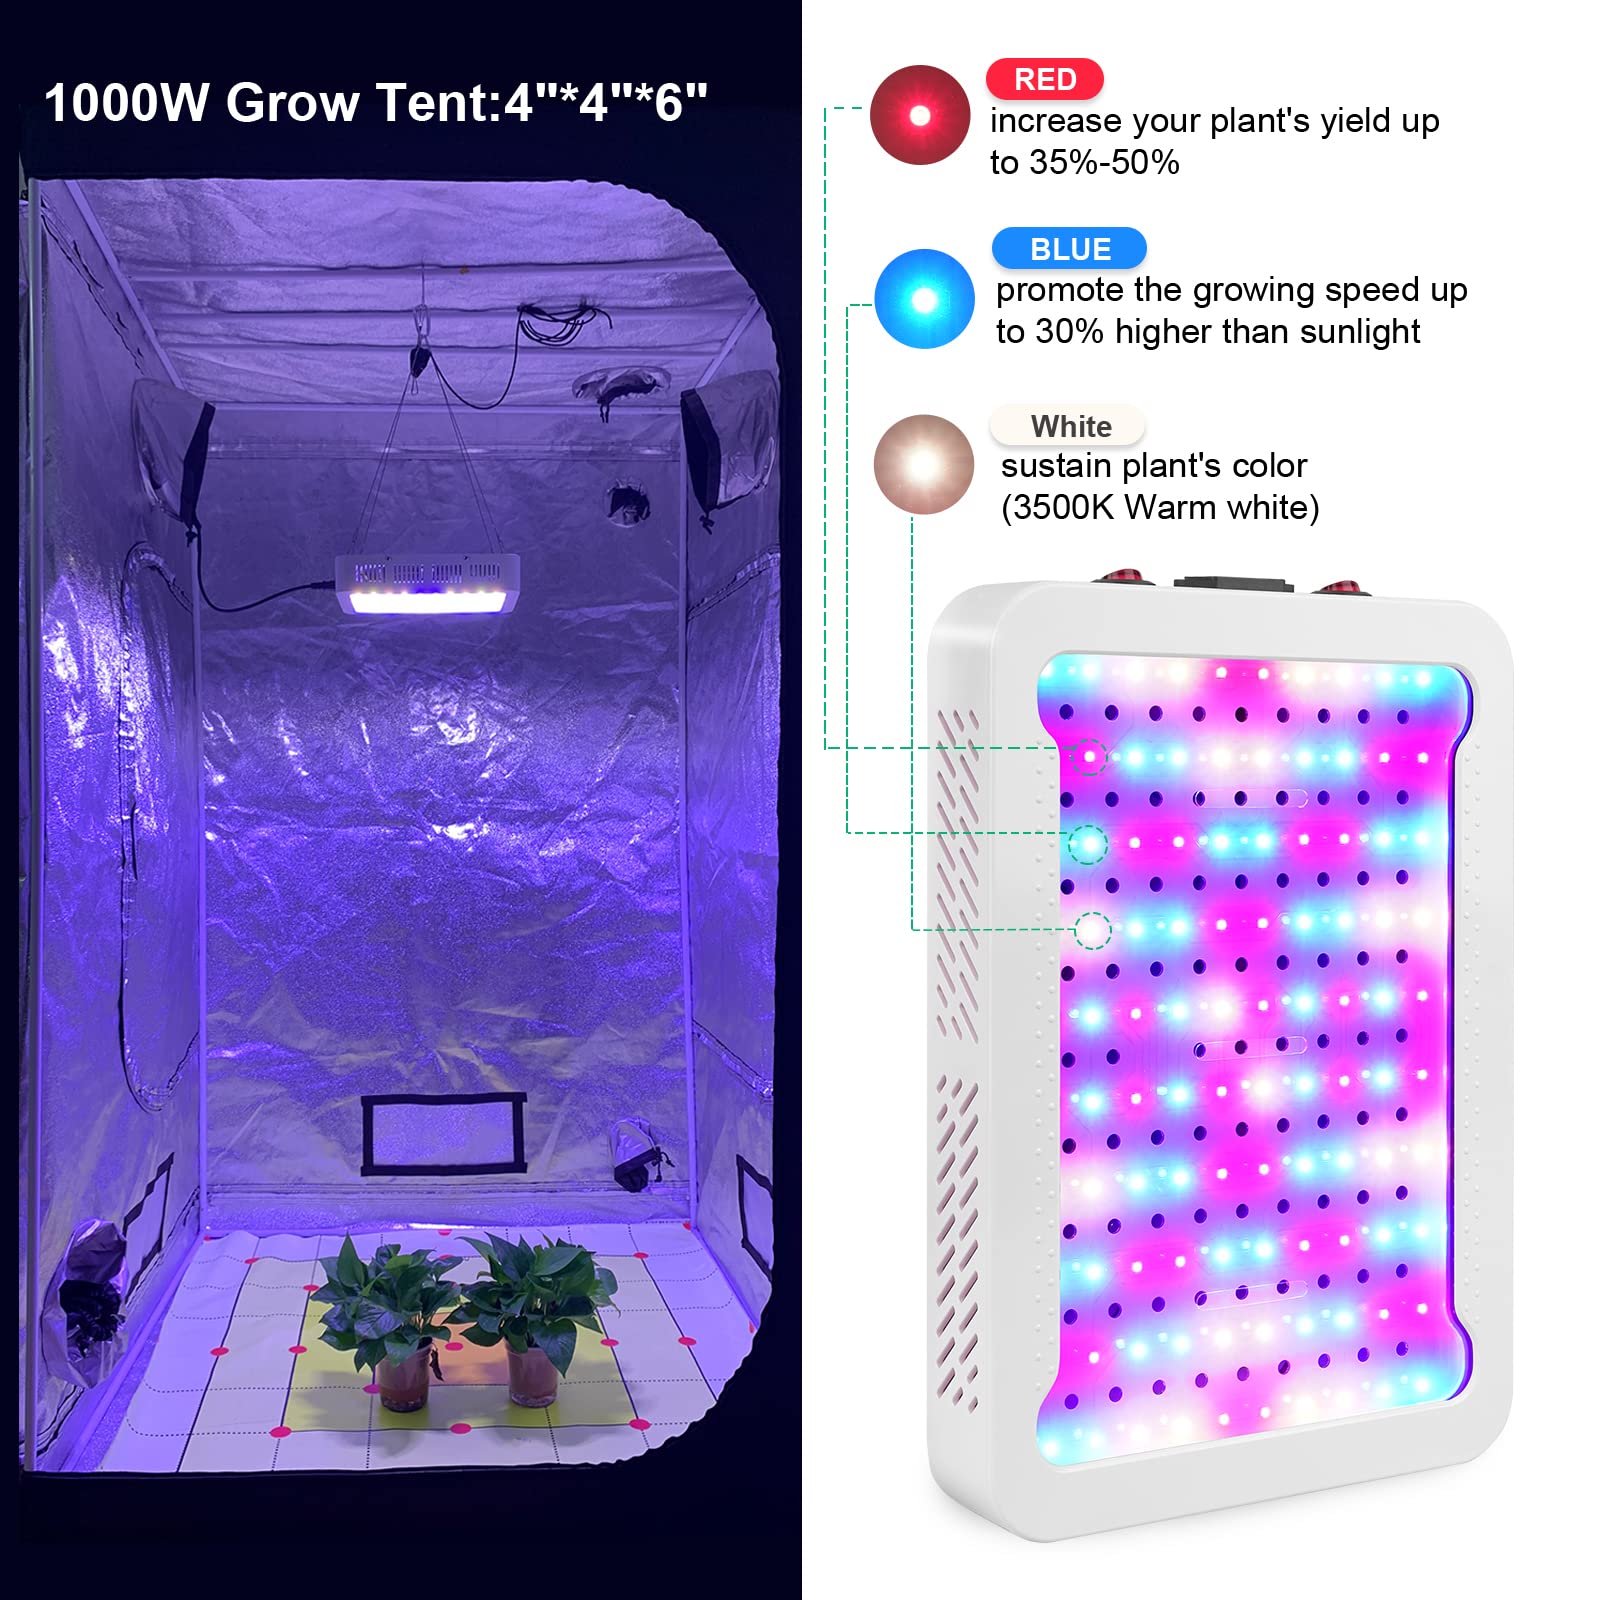 1000W Grow Tent:4"*4"*6"
RED
increase your plant's yield up
to 35%-50%
BLUE
promote the growing speed up
to 30% higher than sunlight
White
sustain plant's color
(3500K Warm white)